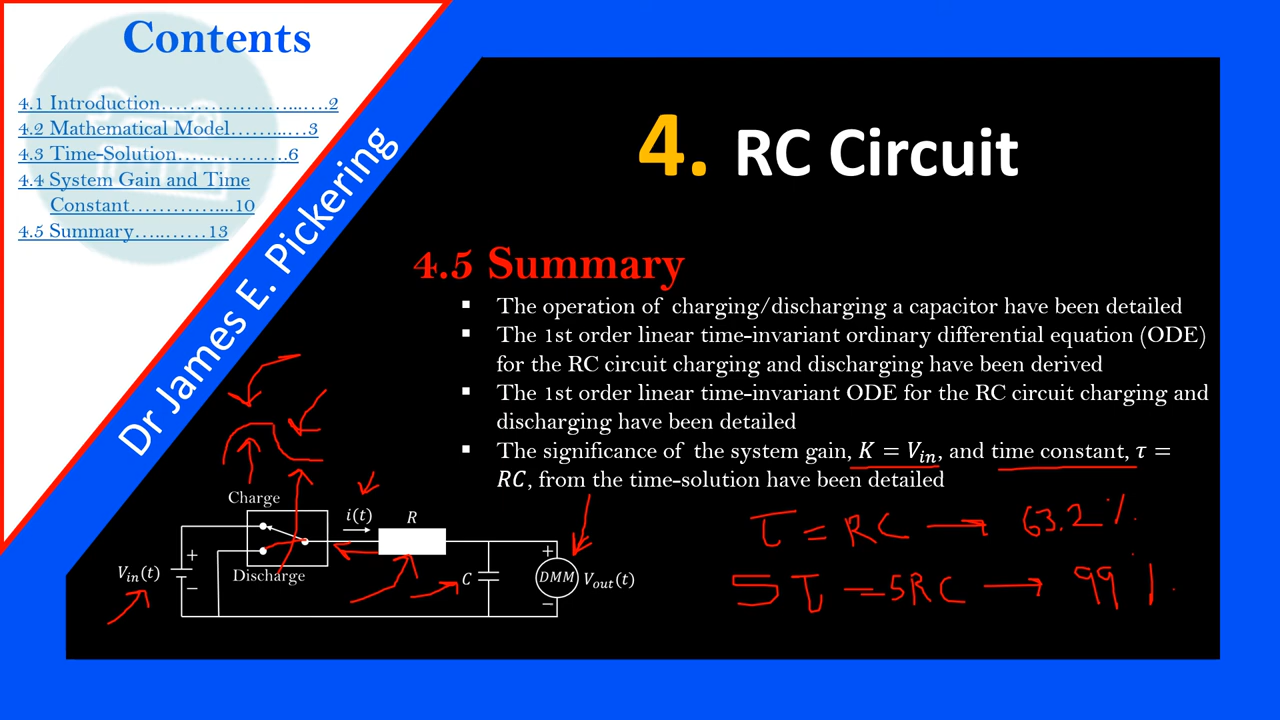 Contents
4.1 Introduction………………...….2
4.2 Mathematical Model……...…3
4.3 Time-Solution…………….6
4.4 System Gain and Time
Constant…………....10
4.5 Summary…..……13
Dr James E. Pickering
4. RC Circuit
4.5 Summary
▪ The operation of charging/discharging a capacitor have been detailed
▪ The 1st order linear time-invariant ordinary differential equation (ODE)
for the RC circuit charging and discharging have been derived
▪ The 1st order linear time-invariant ODE for the RC circuit charging and
discharging have been detailed
▪ The significance of the system gain, K = Vin, and time constant, τ =
RC, from the time-solution have been detailed
Charge
i(t)
R
+
Vin(t)
−
Discharge
C
+
DMM
−
Vout(t)
τ = RC → 63.2%
5τ = 5RC → 99%